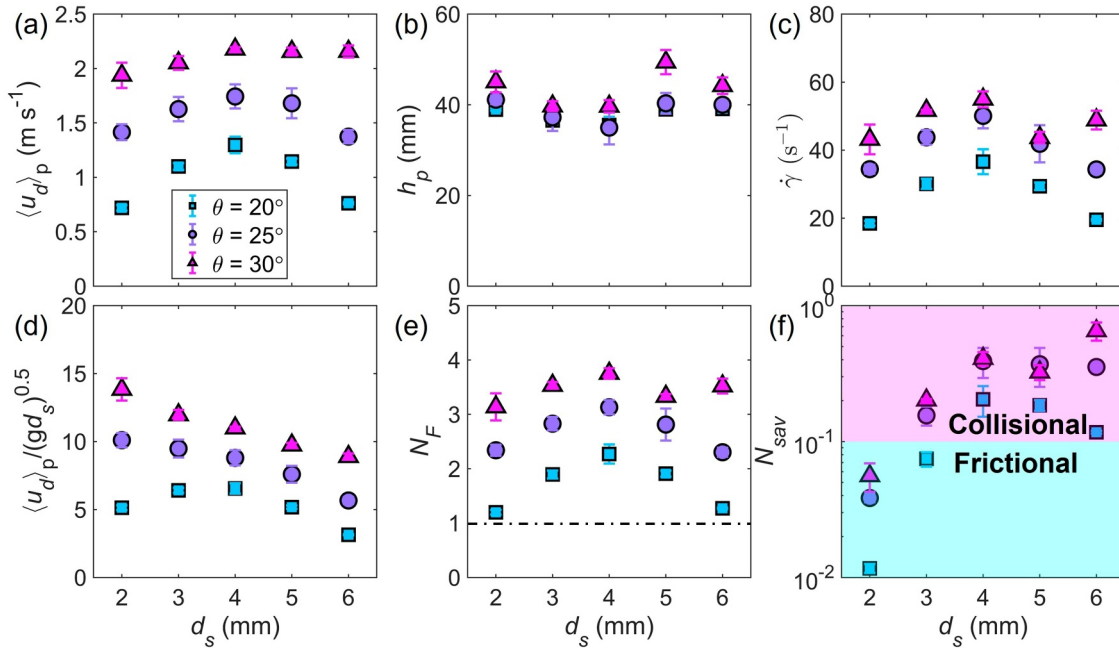 (a)
2.5
2
1.5
1
0.5
0
⟨u_d⟩_p (m s⁻¹)
θ = 20°
θ = 25°
θ = 30°
(b)
60
40
20
0
h_p (mm)
(c)
80
60
40
20
0
γ̇ (s⁻¹)
(d)
20
15
10
5
0
⟨u_d⟩_p/(gd_s)^0.5
2 3 4 5 6
d_s (mm)
(e)
5
4
3
2
1
0
N_F
2 3 4 5 6
d_s (mm)
(f)
10⁰
10⁻¹
10⁻²
N_sav
Collisional
Frictional
2 3 4 5 6
d_s (mm)